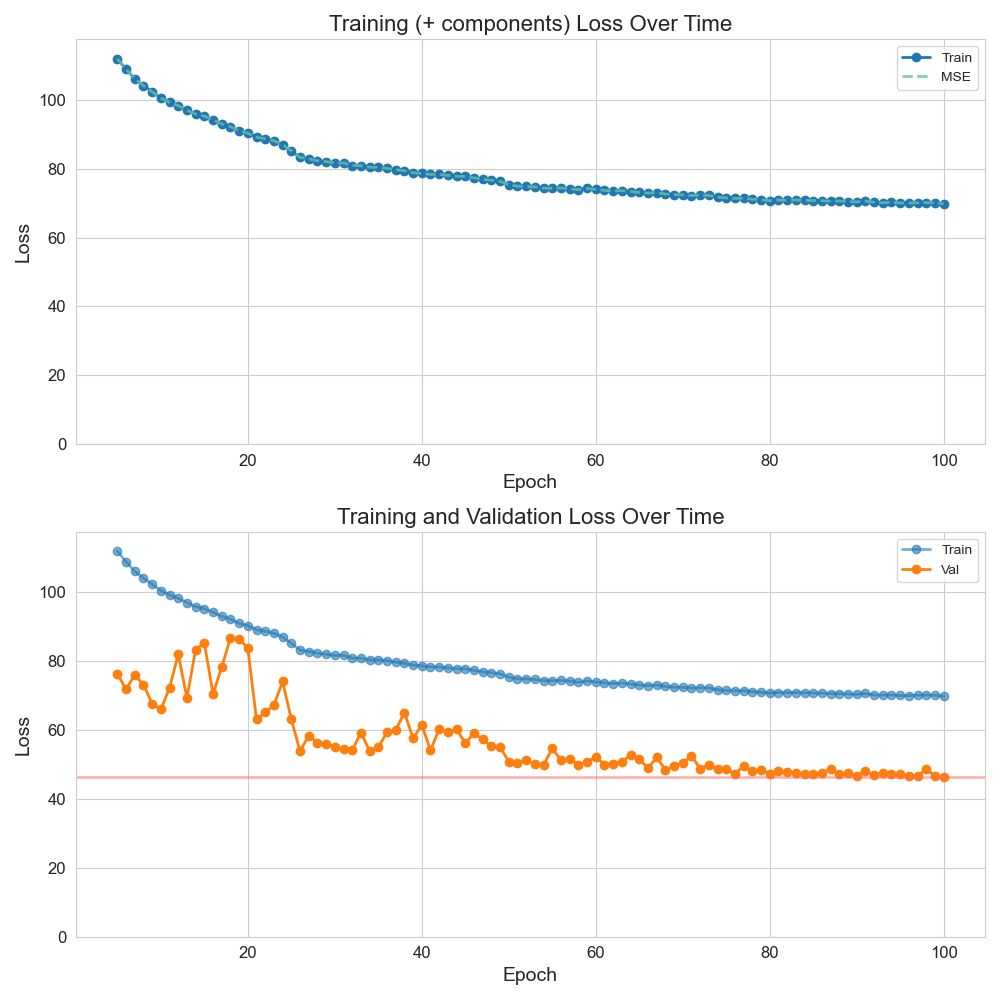 Training (+ components) Loss Over Time
Train
MSE
100
80
60
40
20
0
Loss
20 40 60 80 100
Epoch
Training and Validation Loss Over Time
Train
Val
100
80
60
40
20
0
Loss
20 40 60 80 100
Epoch